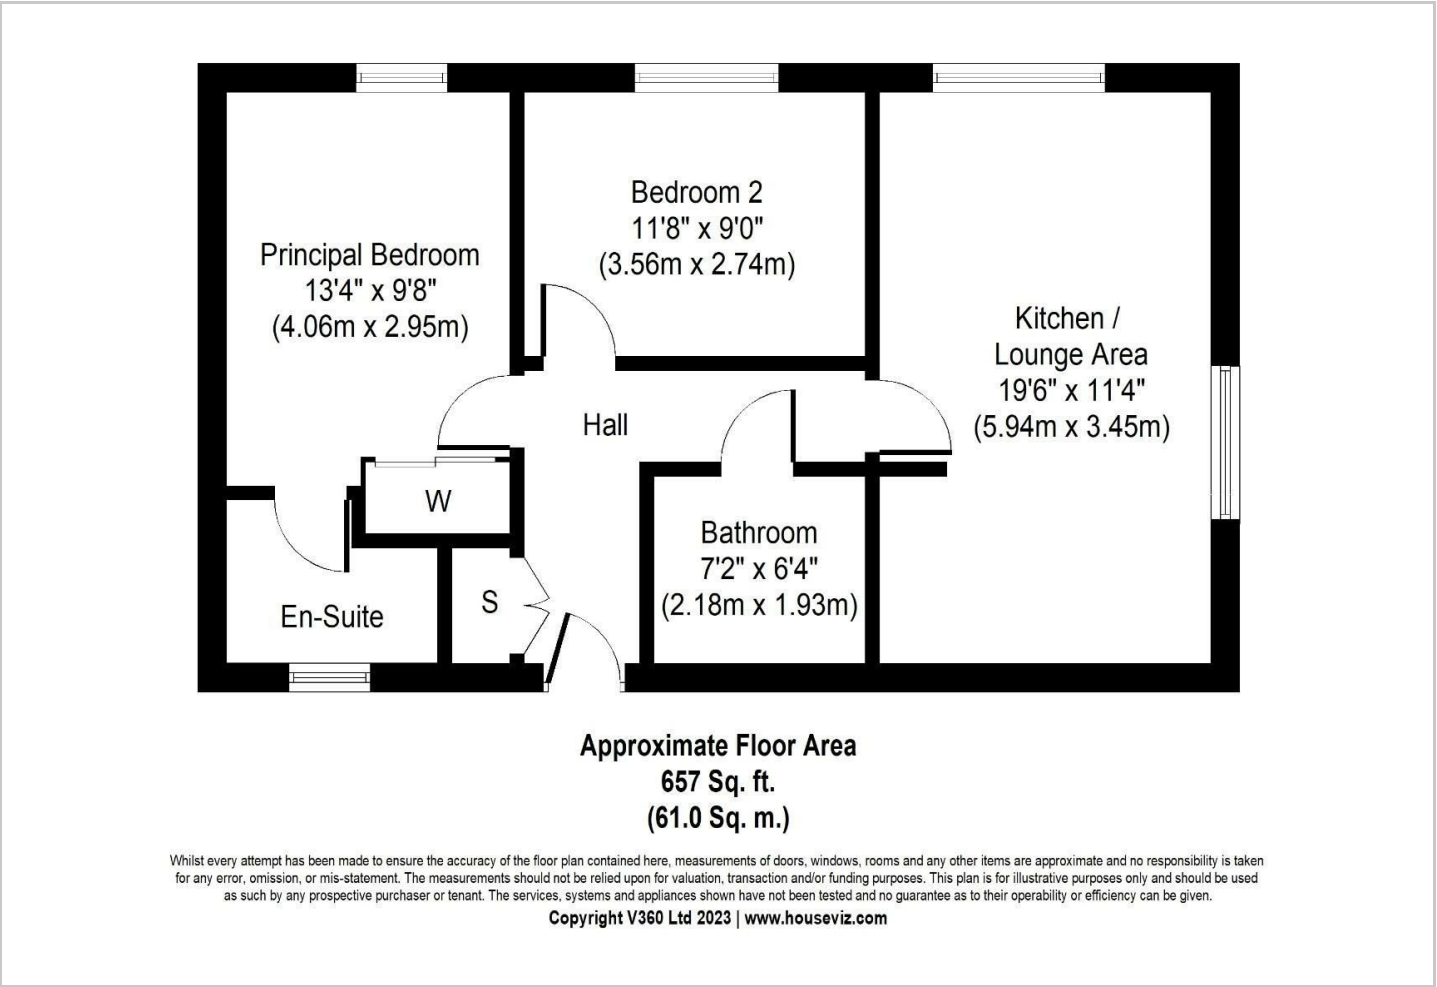 Bedroom 2
11'8" x 9'0"
(3.56m x 2.74m)
Principal Bedroom
13'4" x 9'8"
(4.06m x 2.95m)
Kitchen /
Lounge Area
19'6" x 11'4"
(5.94m x 3.45m)
Hall
W
Bathroom
7'2" x 6'4"
(2.18m x 1.93m)
S
En-Suite
Approximate Floor Area
657 Sq. ft.
(61.0 Sq. m.)
Whilst every attempt has been made to ensure the accuracy of the floor plan contained here, measurements of doors, windows, rooms and any other items are approximate and no responsibility is taken
for any error, omission, or mis-statement. The measurements should not be relied upon for valuation, transaction and/or funding purposes. This plan is for illustrative purposes only and should be used
as such by any prospective purchaser or tenant. The services, systems and appliances shown have not been tested and no guarantee as to their operability or efficiency can be given.
Copyright V360 Ltd 2023 | www.houseviz.com